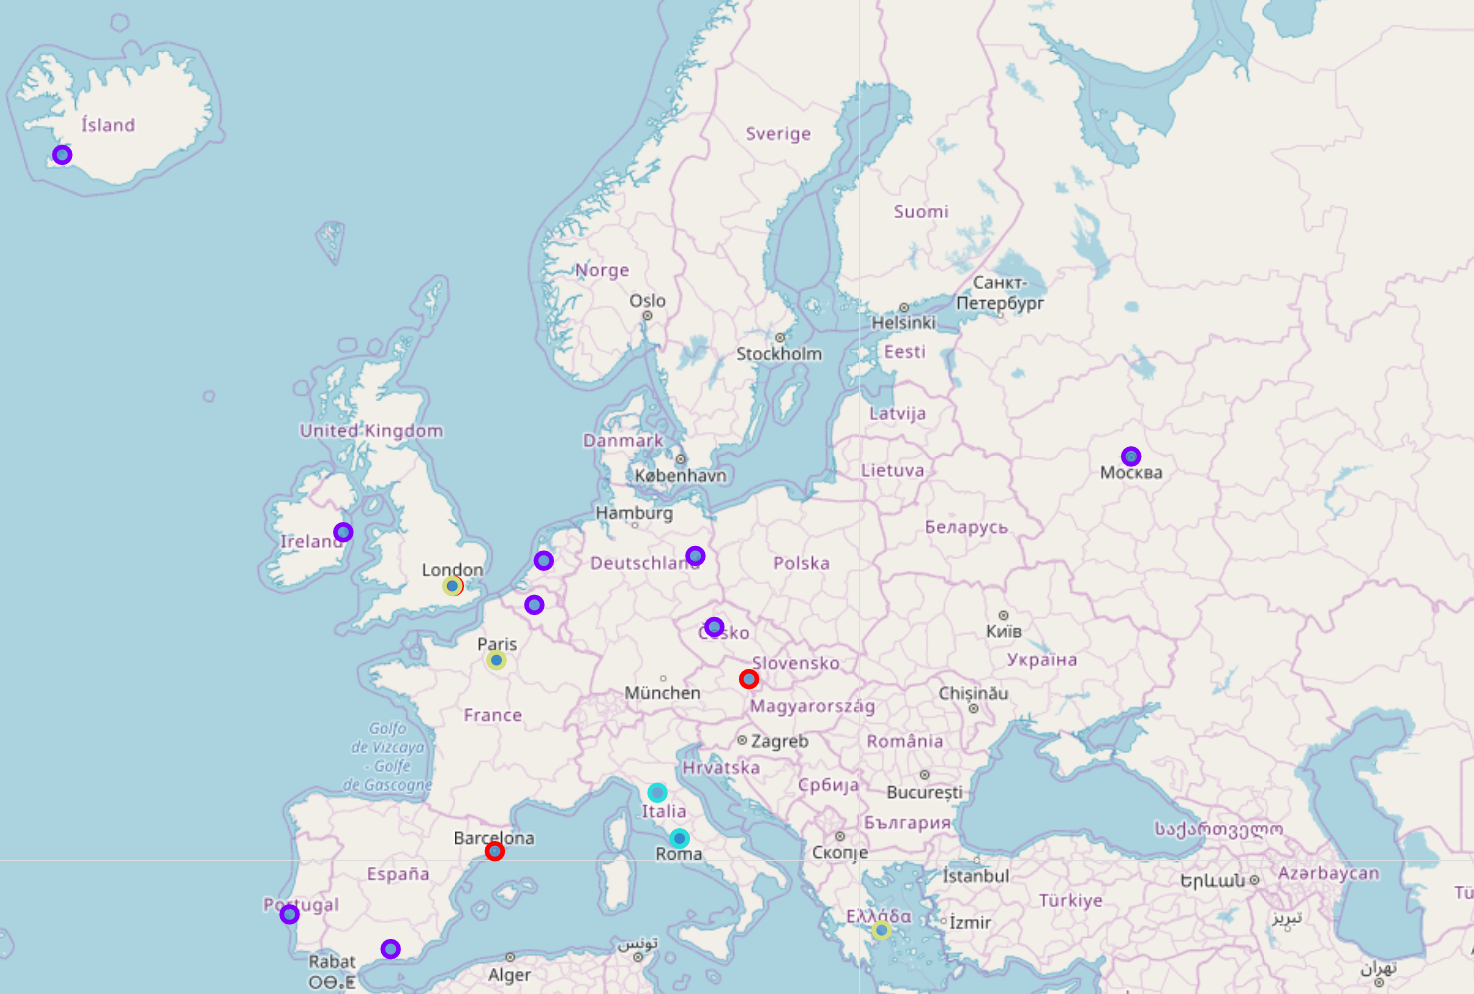 Ísland
Sverige
Suomi
Norge
Санкт-
Петербург
Oslo
Helsinki
Stockholm
Eesti
Latvija
United Kingdom
Danmark
Lietuva
København
Москва
Hamburg
Беларусь
Ireland
Deutschland
Polska
London
Česko
Київ
Paris
Slovensko
Україна
München
Chișinău
Magyarország
France
Golfo
de Vizcaya
- Golfe
de Gascogne
Zagreb
România
Hrvatska
Србија
București
Italia
България
საქართველო
Barcelona
Roma
Скопје
España
İstanbul
Երևան
Azərbaycan
Portugal
Türkiye
Tü
Ελλάδα
İzmir
تبریز
تونس
Rabat
ⵔⴱⴰⵟ
Alger
تهران